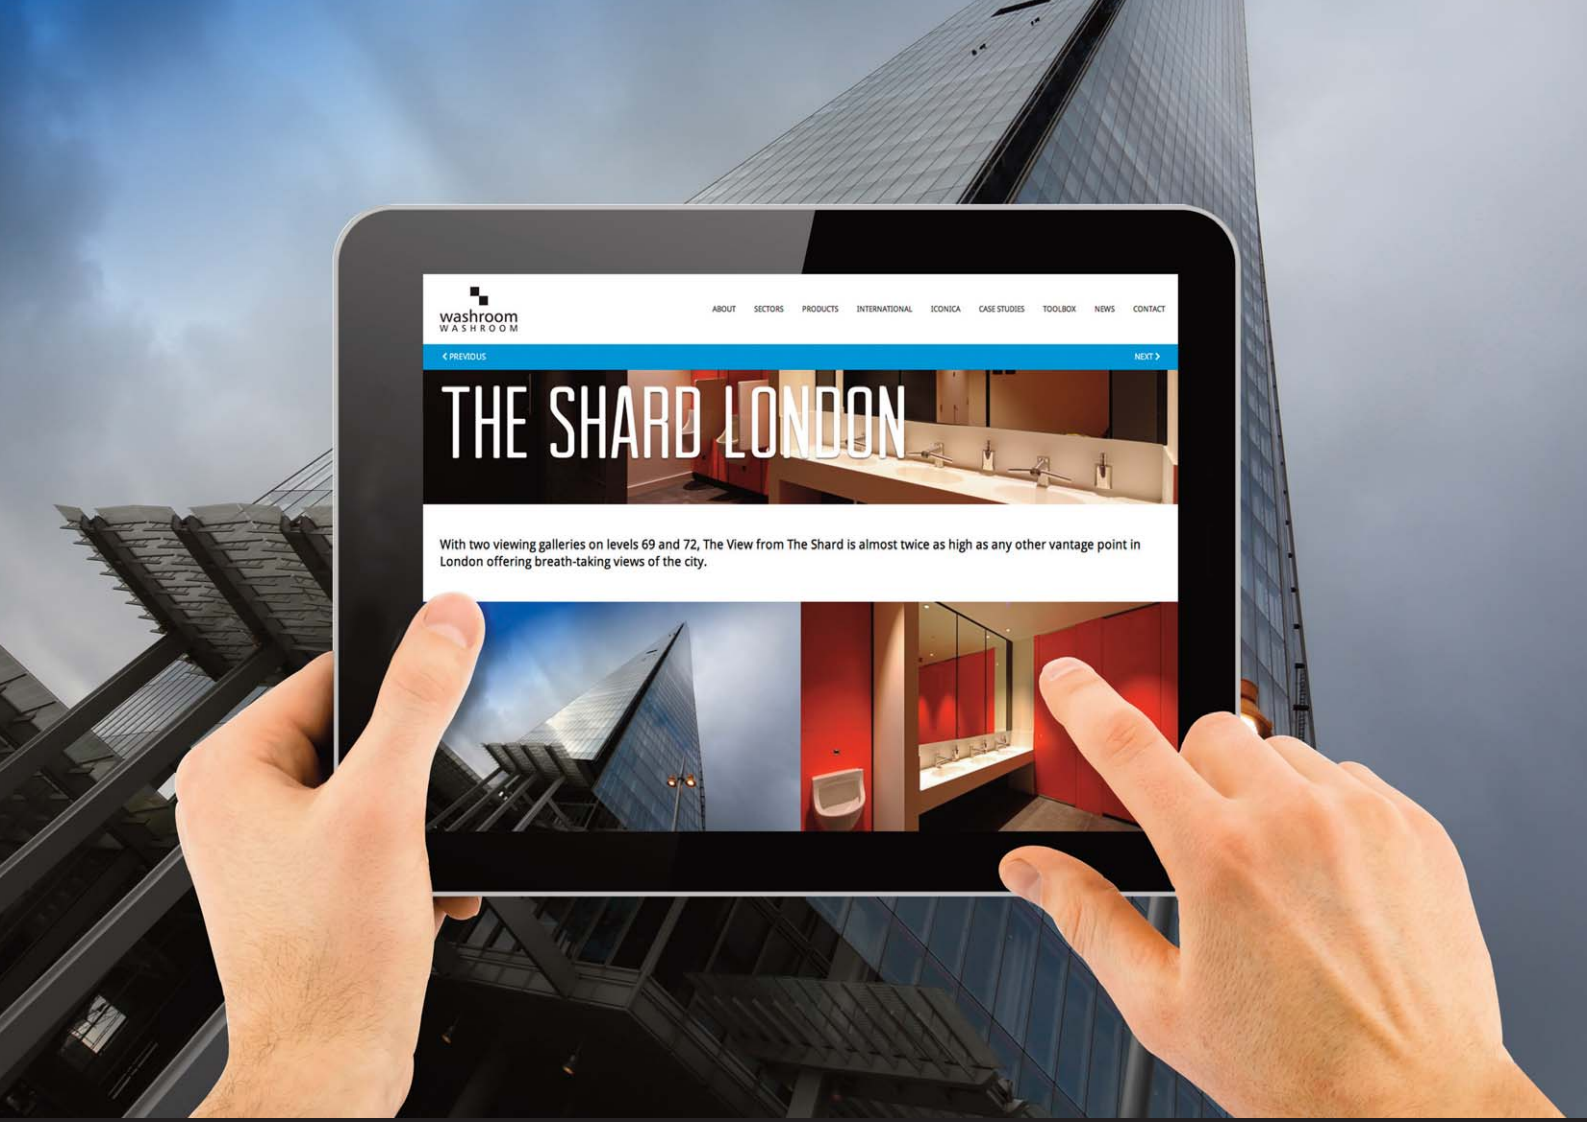 washroom
WASHROOM
ABOUT SECTORS PRODUCTS INTERNATIONAL ICONICA CASE STUDIES TOOLBOX NEWS CONTACT
< PREVIOUS NEXT >
THE SHARD LONDON
With two viewing galleries on levels 69 and 72, The View from The Shard is almost twice as high as any other vantage point in
London offering breath-taking views of the city.